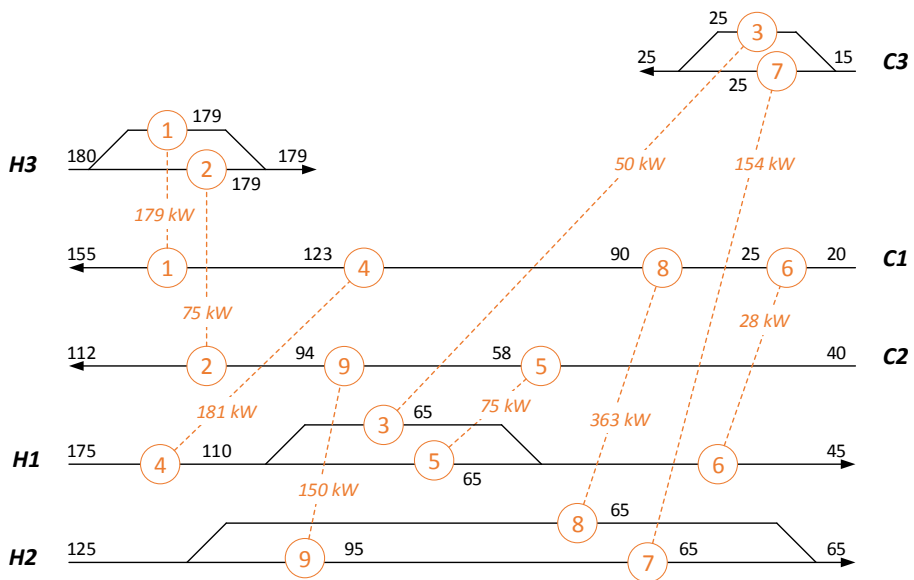 25 3
25 15 C3
7
25
179
1
50 kW 154 kW
180 179
H3
2
179
179 kW
155 123 90 25 20
1 4 8 6 C1
75 kW 28 kW
112 94 58 40
2 9 5 C2
181 kW 75 kW
3 65 363 kW
175 110 45
H1 4 5 6
65
150 kW
8 65
125 95 65 65
H2 9 7